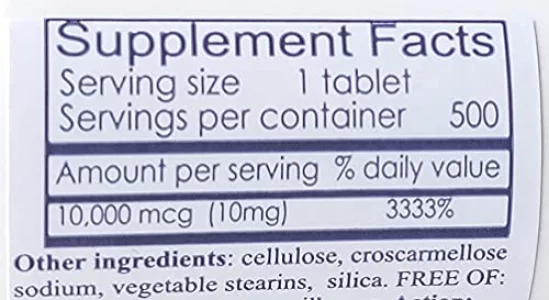 Supplement Facts
Serving size 1 tablet
Servings per container 500
Amount per serving % daily value
10,000 mcg (10mg) 3333%
Other ingredients: cellulose, croscarmellose
sodium, vegetable stearins, silica. FREE OF: